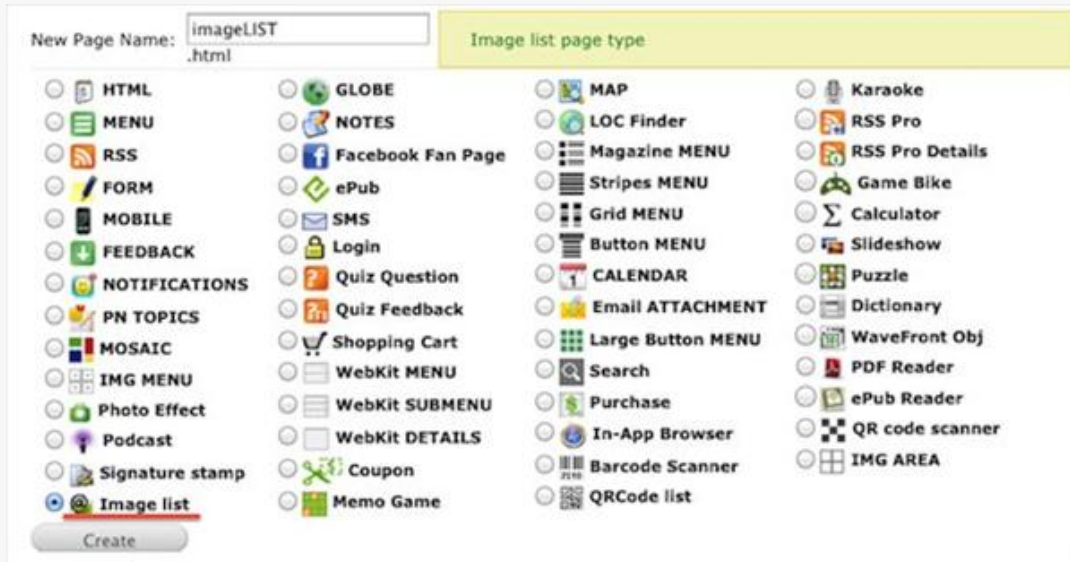 New Page Name: imageLIST
.html
Image list page type
HTML
MENU
RSS
FORM
MOBILE
FEEDBACK
NOTIFICATIONS
PN TOPICS
MOSAIC
IMG MENU
Photo Effect
Podcast
Signature stamp
Image list
GLOBE
NOTES
Facebook Fan Page
ePub
SMS
Login
Quiz Question
Quiz Feedback
Shopping Cart
WebKit MENU
WebKit SUBMENU
WebKit DETAILS
Coupon
Memo Game
MAP
LOC Finder
Magazine MENU
Stripes MENU
Grid MENU
Button MENU
CALENDAR
Email ATTACHMENT
Large Button MENU
Search
Purchase
In-App Browser
Barcode Scanner
QRCode list
Karaoke
RSS Pro
RSS Pro Details
Game Bike
Calculator
Slideshow
Puzzle
Dictionary
WaveFront Obj
PDF Reader
ePub Reader
QR code scanner
IMG AREA
Create